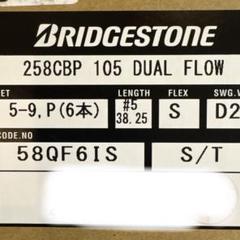 BRIDGESTONE
258CBP 105 DUAL FLOW
ET LENGTH FLEX SWG.W
5-9,P(6本) #5 38.25 S D2
CODE.NO
58QF6IS S/T